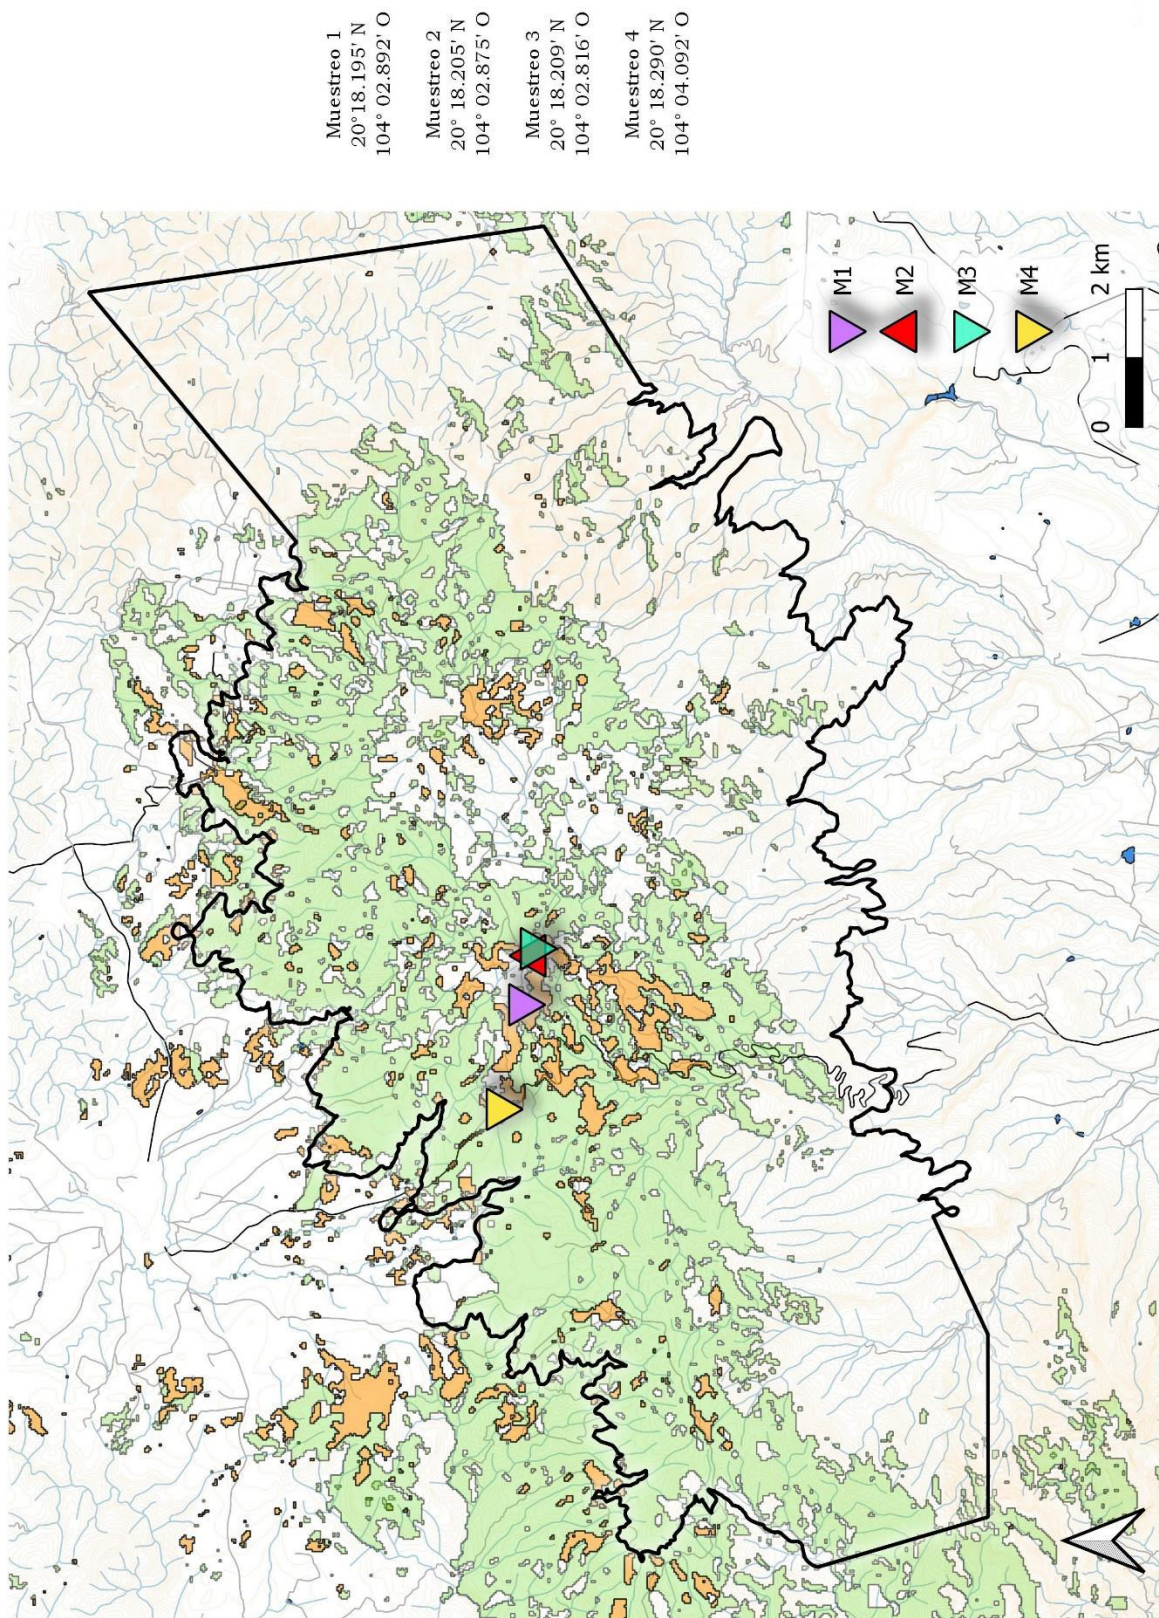 Muestreo 1
20°18.195' N
104° 02.892' O
Muestreo 2
20° 18.205' N
104° 02.875' O
Muestreo 3
20° 18.209' N
104° 02.816' O
Muestreo 4
20° 18.290' N
104° 04.092' O
M1
M2
M3
M4
0 1 2 km